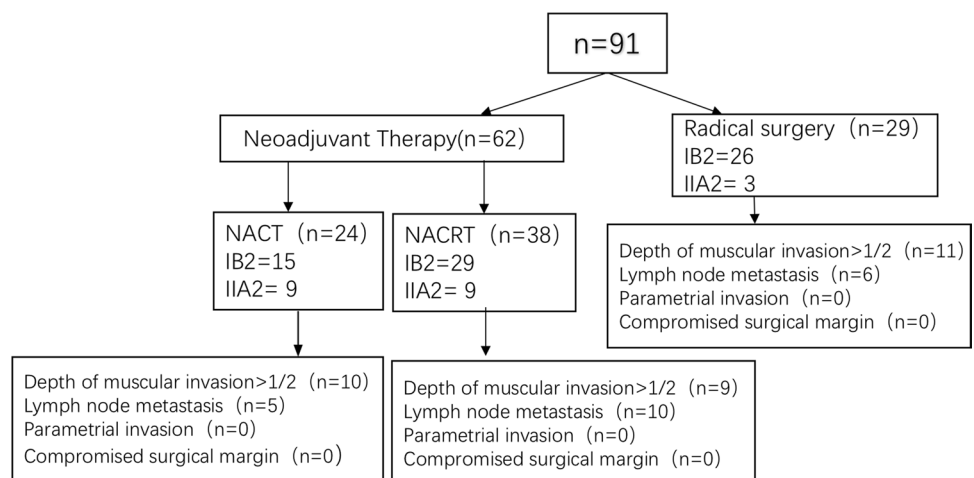 n=91
Neoadjuvant Therapy(n=62)
Radical surgery（n=29）
IB2=26
IIA2= 3
NACT（n=24）
IB2=15
IIA2= 9
NACRT（n=38）
IB2=29
IIA2= 9
Depth of muscular invasion>1/2（n=11）
Lymph node metastasis（n=6）
Parametrial invasion（n=0）
Compromised surgical margin（n=0）
Depth of muscular invasion>1/2（n=10）
Lymph node metastasis（n=5）
Parametrial invasion（n=0）
Compromised surgical margin（n=0）
Depth of muscular invasion>1/2（n=9）
Lymph node metastasis（n=10）
Parametrial invasion（n=0）
Compromised surgical margin（n=0）